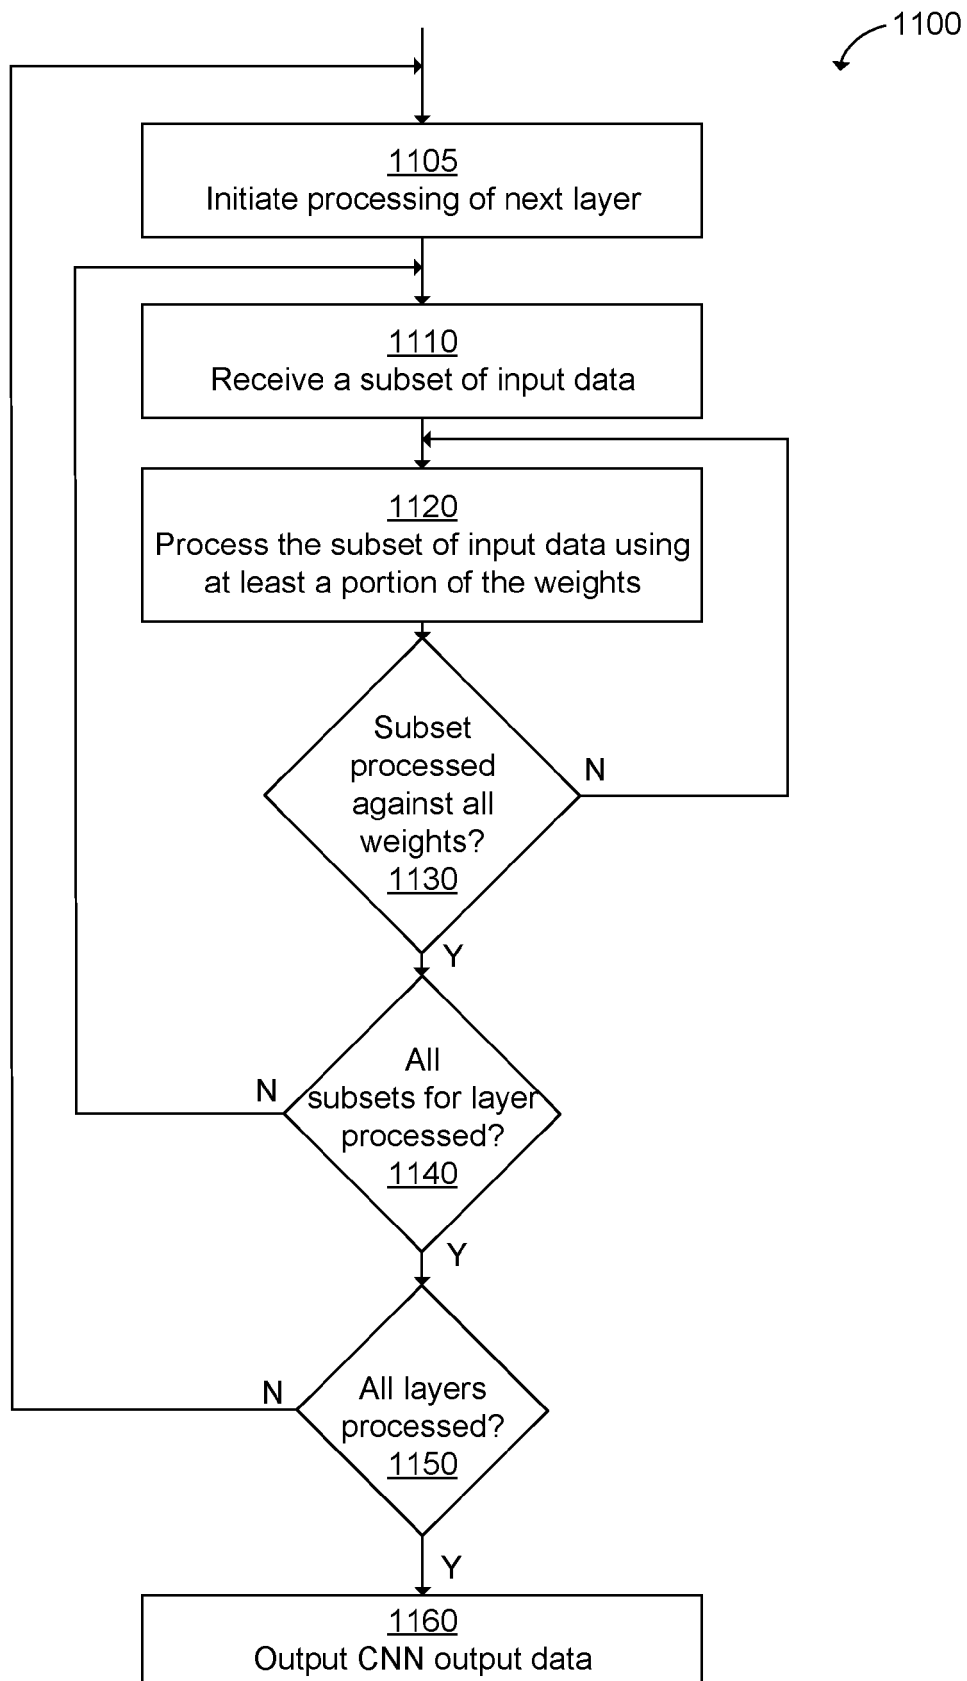 1100
1105
Initiate processing of next layer
1110
Receive a subset of input data
1120
Process the subset of input data using
at least a portion of the weights
Subset
processed
against all
weights?
1130
N
Y
All
subsets for layer
processed?
1140
N
Y
All layers
processed?
1150
N
Y
1160
Output CNN output data